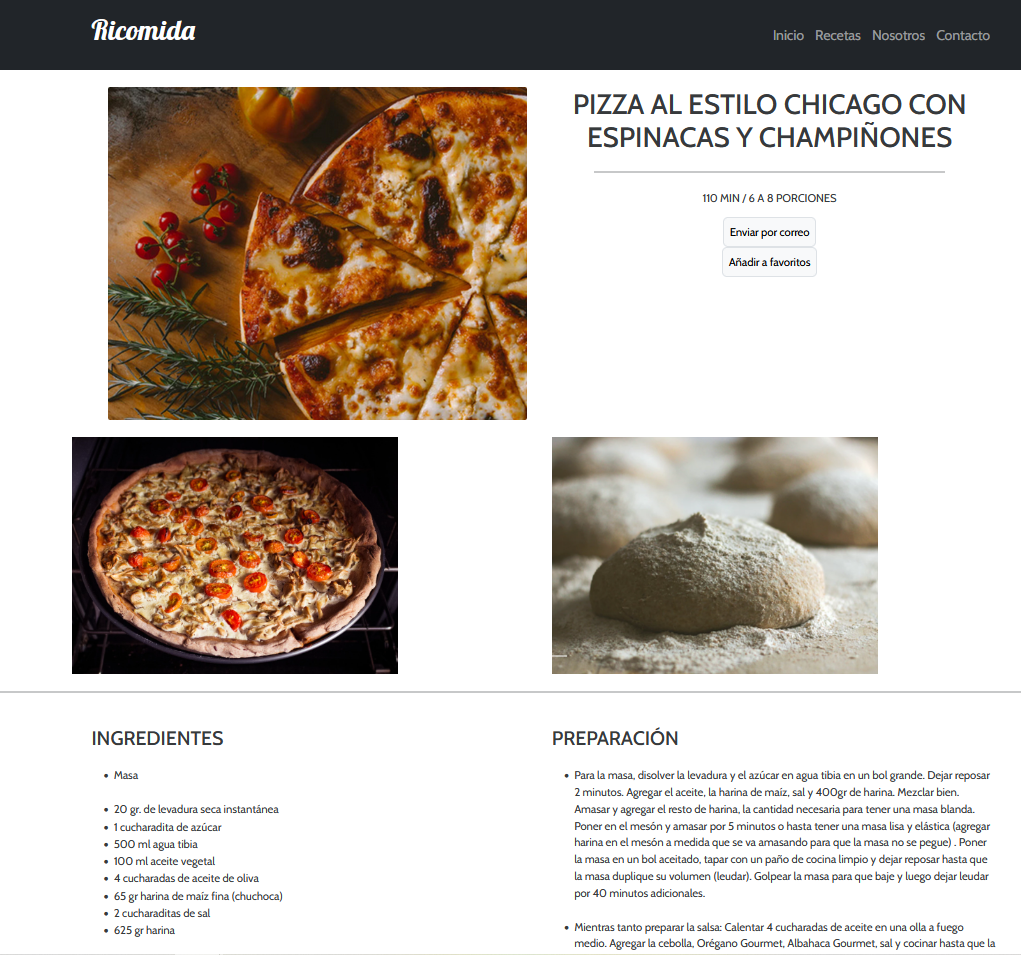 Ricomida
Inicio Recetas Nosotros Contacto
PIZZA AL ESTILO CHICAGO CON
ESPINACAS Y CHAMPIÑONES
110 MIN / 6 A 8 PORCIONES
Enviar por correo
Añadir a favoritos
INGREDIENTES
• Masa
• 20 gr. de levadura seca instantánea
• 1 cucharadita de azúcar
• 500 ml agua tibia
• 100 ml aceite vegetal
• 4 cucharadas de aceite de oliva
• 65 gr harina de maíz fina (chuchoca)
• 2 cucharaditas de sal
• 625 gr harina
PREPARACIÓN
• Para la masa, disolver la levadura y el azúcar en agua tibia en un bol grande. Dejar reposar
2 minutos. Agregar el aceite, la harina de maíz, sal y 400gr de harina. Mezclar bien.
Amasar y agregar el resto de harina, la cantidad necesaria para tener una masa blanda.
Poner en el mesón y amasar por 5 minutos o hasta tener una masa lisa y elástica (agregar
harina en el mesón a medida que se va amasando para que la masa no se pegue) . Poner
la masa en un bol aceitado, tapar con un paño de cocina limpio y dejar reposar hasta que
la masa duplique su volumen (leudar). Golpear la masa para que baje y luego dejar leudar
por 40 minutos adicionales.
• Mientras tanto preparar la salsa: Calentar 4 cucharadas de aceite en una olla a fuego
medio. Agregar la cebolla, Orégano Gourmet, Albahaca Gourmet, sal y cocinar hasta que la